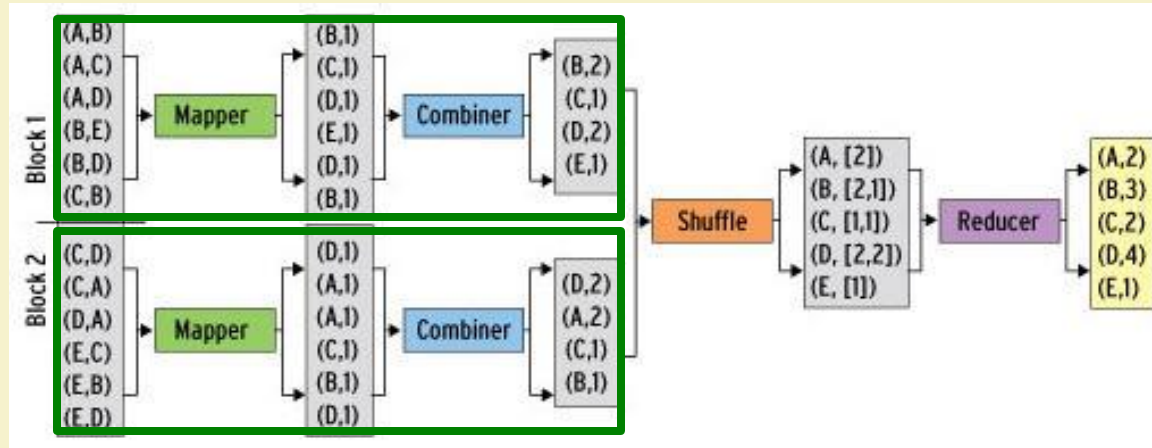 Block 1
(A,B)
(A,C)
(A,D)
(B,E)
(B,D)
(C,B)
Mapper
(B,1)
(C,1)
(D,1)
(E,1)
(D,1)
(B,1)
Combiner
(B,2)
(C,1)
(D,2)
(E,1)
Block 2
(C,D)
(C,A)
(D,A)
(E,C)
(E,B)
(E,D)
Mapper
(D,1)
(A,1)
(A,1)
(C,1)
(B,1)
(D,1)
Combiner
(D,2)
(A,2)
(C,1)
(B,1)
Shuffle
(A, [2])
(B, [2,1])
(C, [1,1])
(D, [2,2])
(E, [1])
Reducer
(A,2)
(B,3)
(C,2)
(D,4)
(E,1)